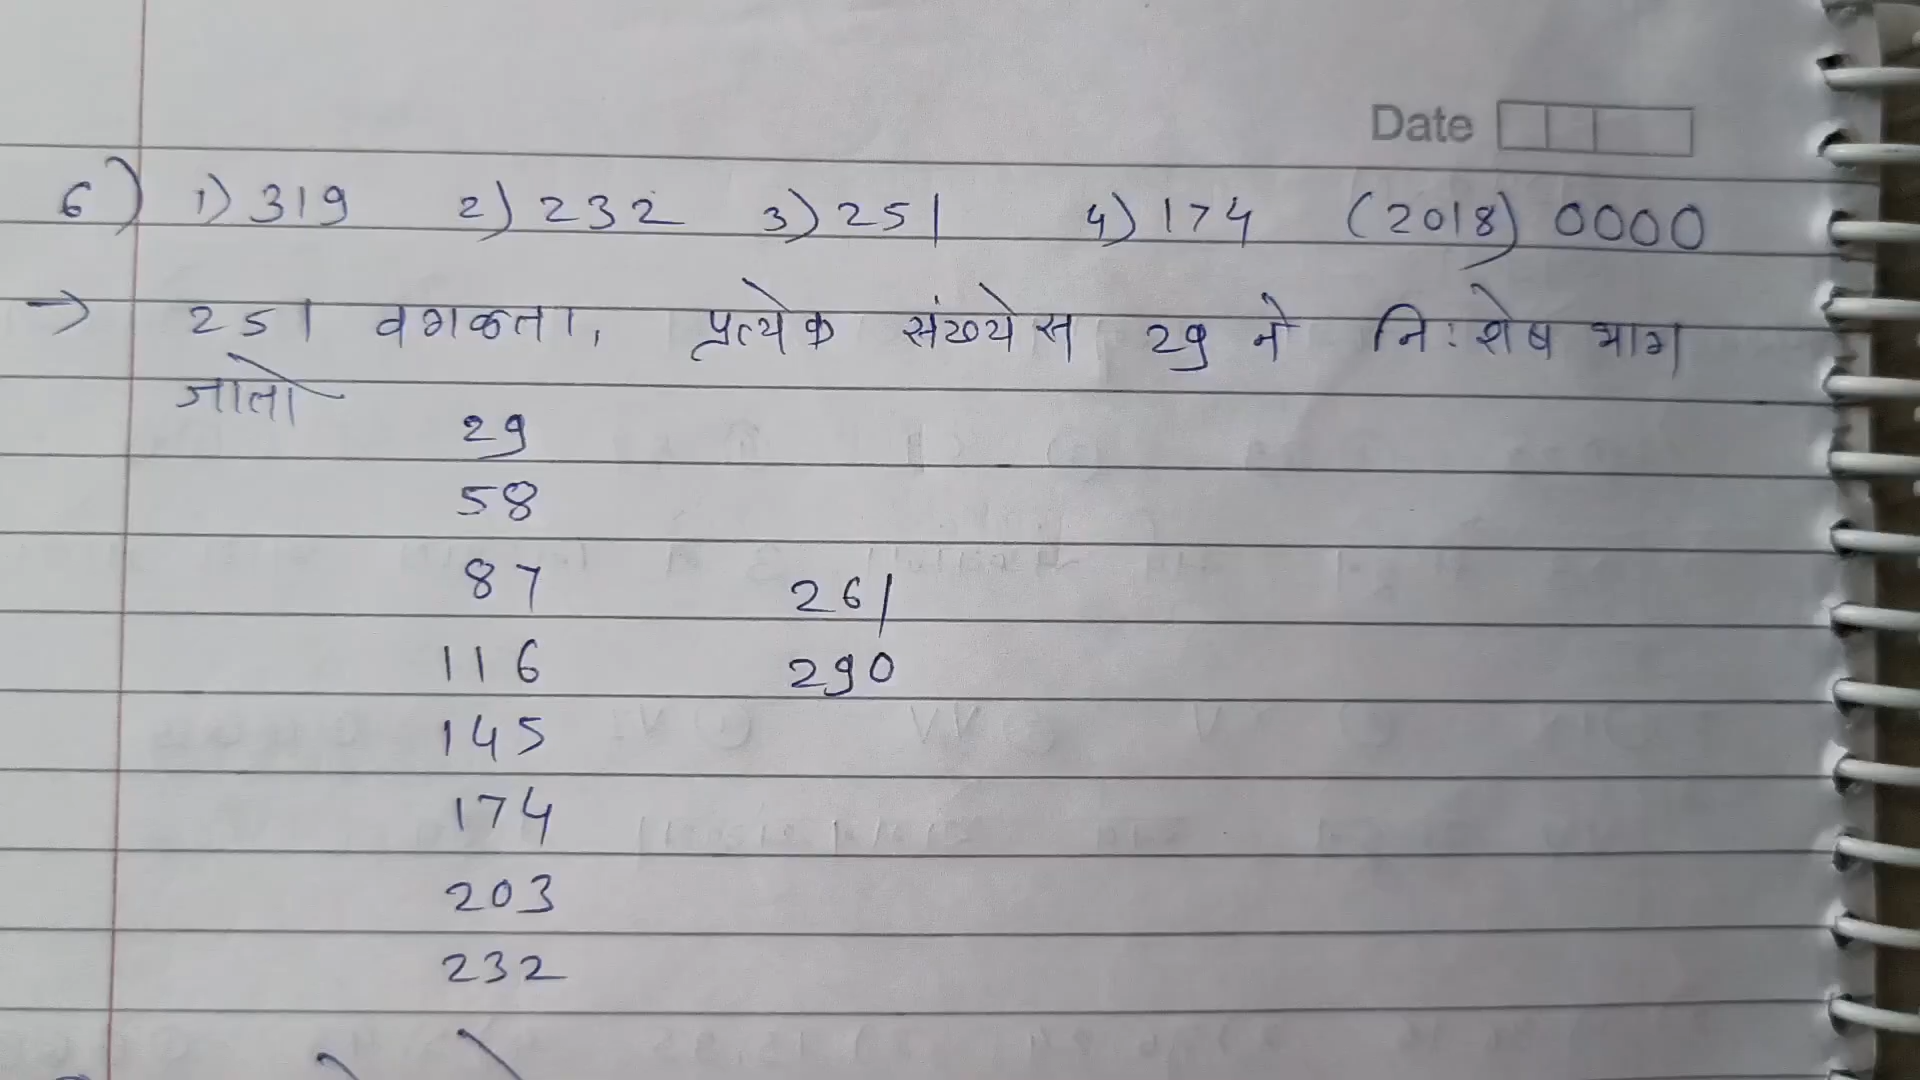 Date
6) 1) 319 2) 232 3) 251 4) 174 (2018) 0000
→ 251 वगळता, प्रत्येक संख्येस 29 ने नि:शेष भाग
जातो
29
58
87 261
116 290
145
174
203
232